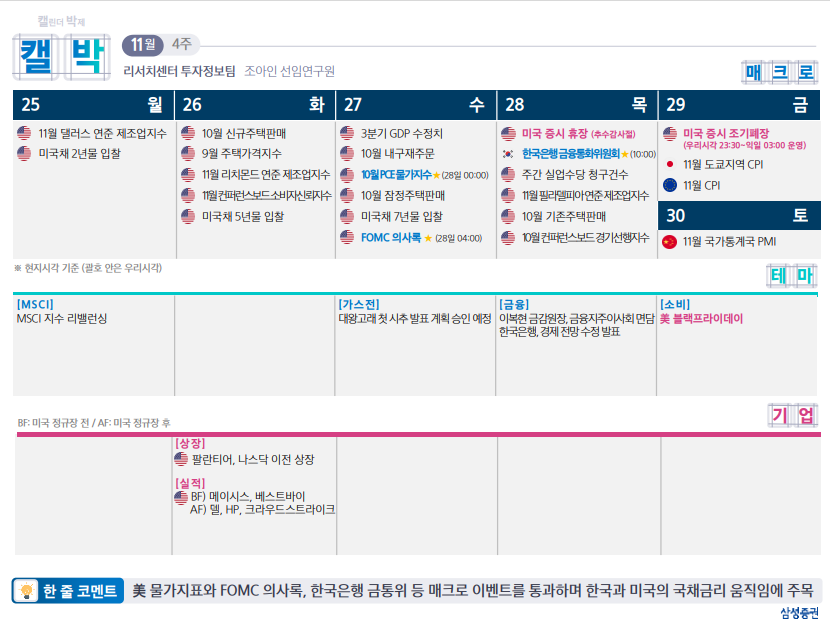 캘린더 박제
캘 박
11월 4주
리서치센터 투자정보팀 조아인 선임연구원
매 크 로
25 월
11월 댈러스 연준 제조업지수
미국채 2년물 입찰
26 화
10월 신규주택판매
9월 주택가격지수
11월 리치몬드 연준 제조업지수
11월 컨퍼런스보드 소비자신뢰지수
미국채 5년물 입찰
27 수
3분기 GDP 수정치
10월 내구재주문
10월 PCE 물가지수★(28일 00:00)
10월 잠정주택판매
미국채 7년물 입찰
FOMC 의사록 ★ (28일 04:00)
28 목
미국 증시 휴장 (추수감사절)
한국은행 금융통화위원회★(10:00)
주간 실업수당 청구건수
11월 필라델피아 연준 제조업지수
10월 기존주택판매
10월 컨퍼런스보드 경기선행지수
29 금
미국 증시 조기폐장
(우리시각 23:30~익일 03:00 운영)
11월 도쿄지역 CPI
11월 CPI
30 토
11월 국가통계국 PMI
※ 현지시각 기준 (괄호 안은 우리시각)
테 마
[MSCI]
MSCI 지수 리밸런싱
[가스전]
대왕고래 첫 시추 발표 계획 승인 예정
[금융]
이복현 금감원장, 금융지주이사회 면담
한국은행, 경제 전망 수정 발표
[소비]
美 블랙프라이데이
기 업
BF: 미국 정규장 전 / AF: 미국 정규장 후
[상장]
팔란티어, 나스닥 이전 상장
[실적]
BF) 메이시스, 베스트바이
AF) 델, HP, 크라우드스트라이크
한 줄 코멘트 美 물가지표와 FOMC 의사록, 한국은행 금통위 등 매크로 이벤트를 통과하며 한국과 미국의 국채금리 움직임에 주목
삼성증권